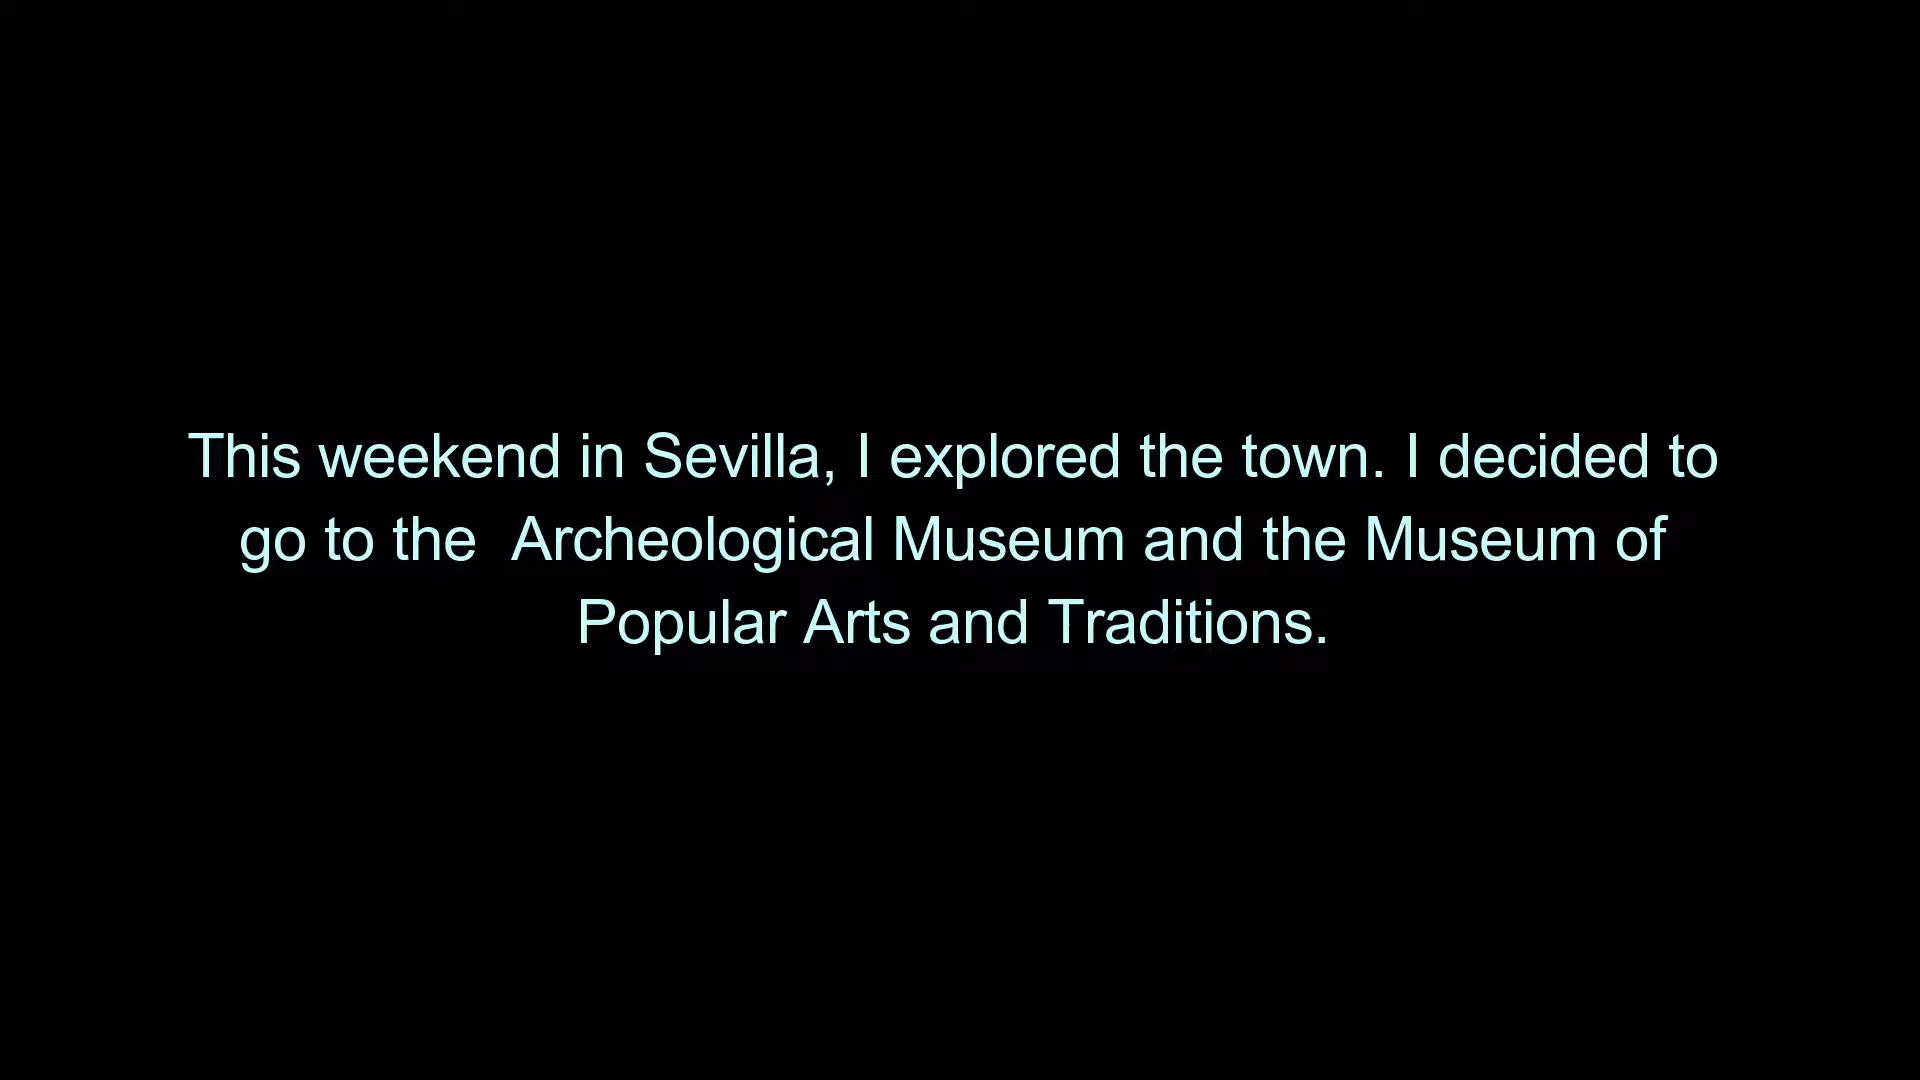 This weekend in Sevilla, I explored the town. I decided to
go to the  Archeological Museum and the Museum of
Popular Arts and Traditions.